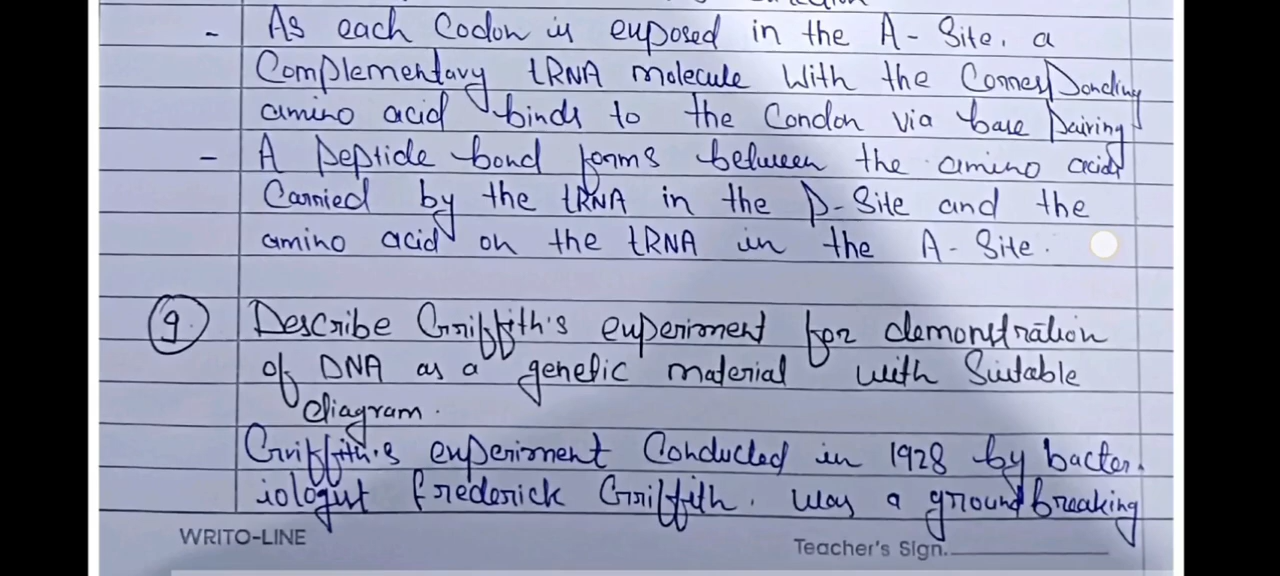 - As each Codon is exposed in the A-Site, a
Complementary tRNA molecule with the Corresponding
amino acid binds to the Condon via base pairing
- A peptide bond forms between the amino acids
Carried by the tRNA in the P-Site and the
amino acid on the tRNA in the A-Site.
9 Describe Griffith's experiment for demonstration
of DNA as a genetic material with Suitable
diagram.
Griffith's experiment Conducted in 1928 by bacter-
iologist Frederick Griffith. was a groundbreaking
WRITO-LINE
Teacher's Sign.